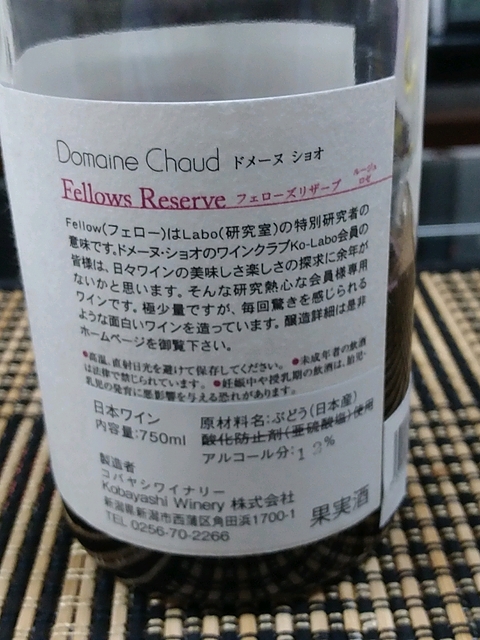 Domaine Chaud ドメーヌ ショオ
Fellows Reserve フェローズリザーブ ルージュ ロゼ
Fellow(フェロー)はLabo(研究室)の特別研究者の
意味です。ドメーヌ・ショオのワインクラブKo-Labo会員の
皆様は、日々ワインの美味しさ楽しさの探求に余年が
ないかと思います。そんな研究熱心な会員様専用
ワインです。極少量ですが、毎回驚きを感じられる
ような面白いワインを造っています。醸造詳細は是非
ホームページを御覧下さい。
●高温、直射日光を避けて保存してください。 ●未成年者の飲酒
は法律で禁じられています。 ●妊娠中や授乳期の飲酒は、胎児・
乳児の発育に悪影響を与える恐れがあります。
日本ワイン
内容量:750ml
原材料名:ぶどう(日本産)
酸化防止剤(亜硫酸塩)使用
アルコール分:13%
製造者
コバヤシワイナリー
Kobayashi Winery 株式会社
新潟県新潟市西蒲区角田浜1700-1
TEL 0256-70-2266
果実酒